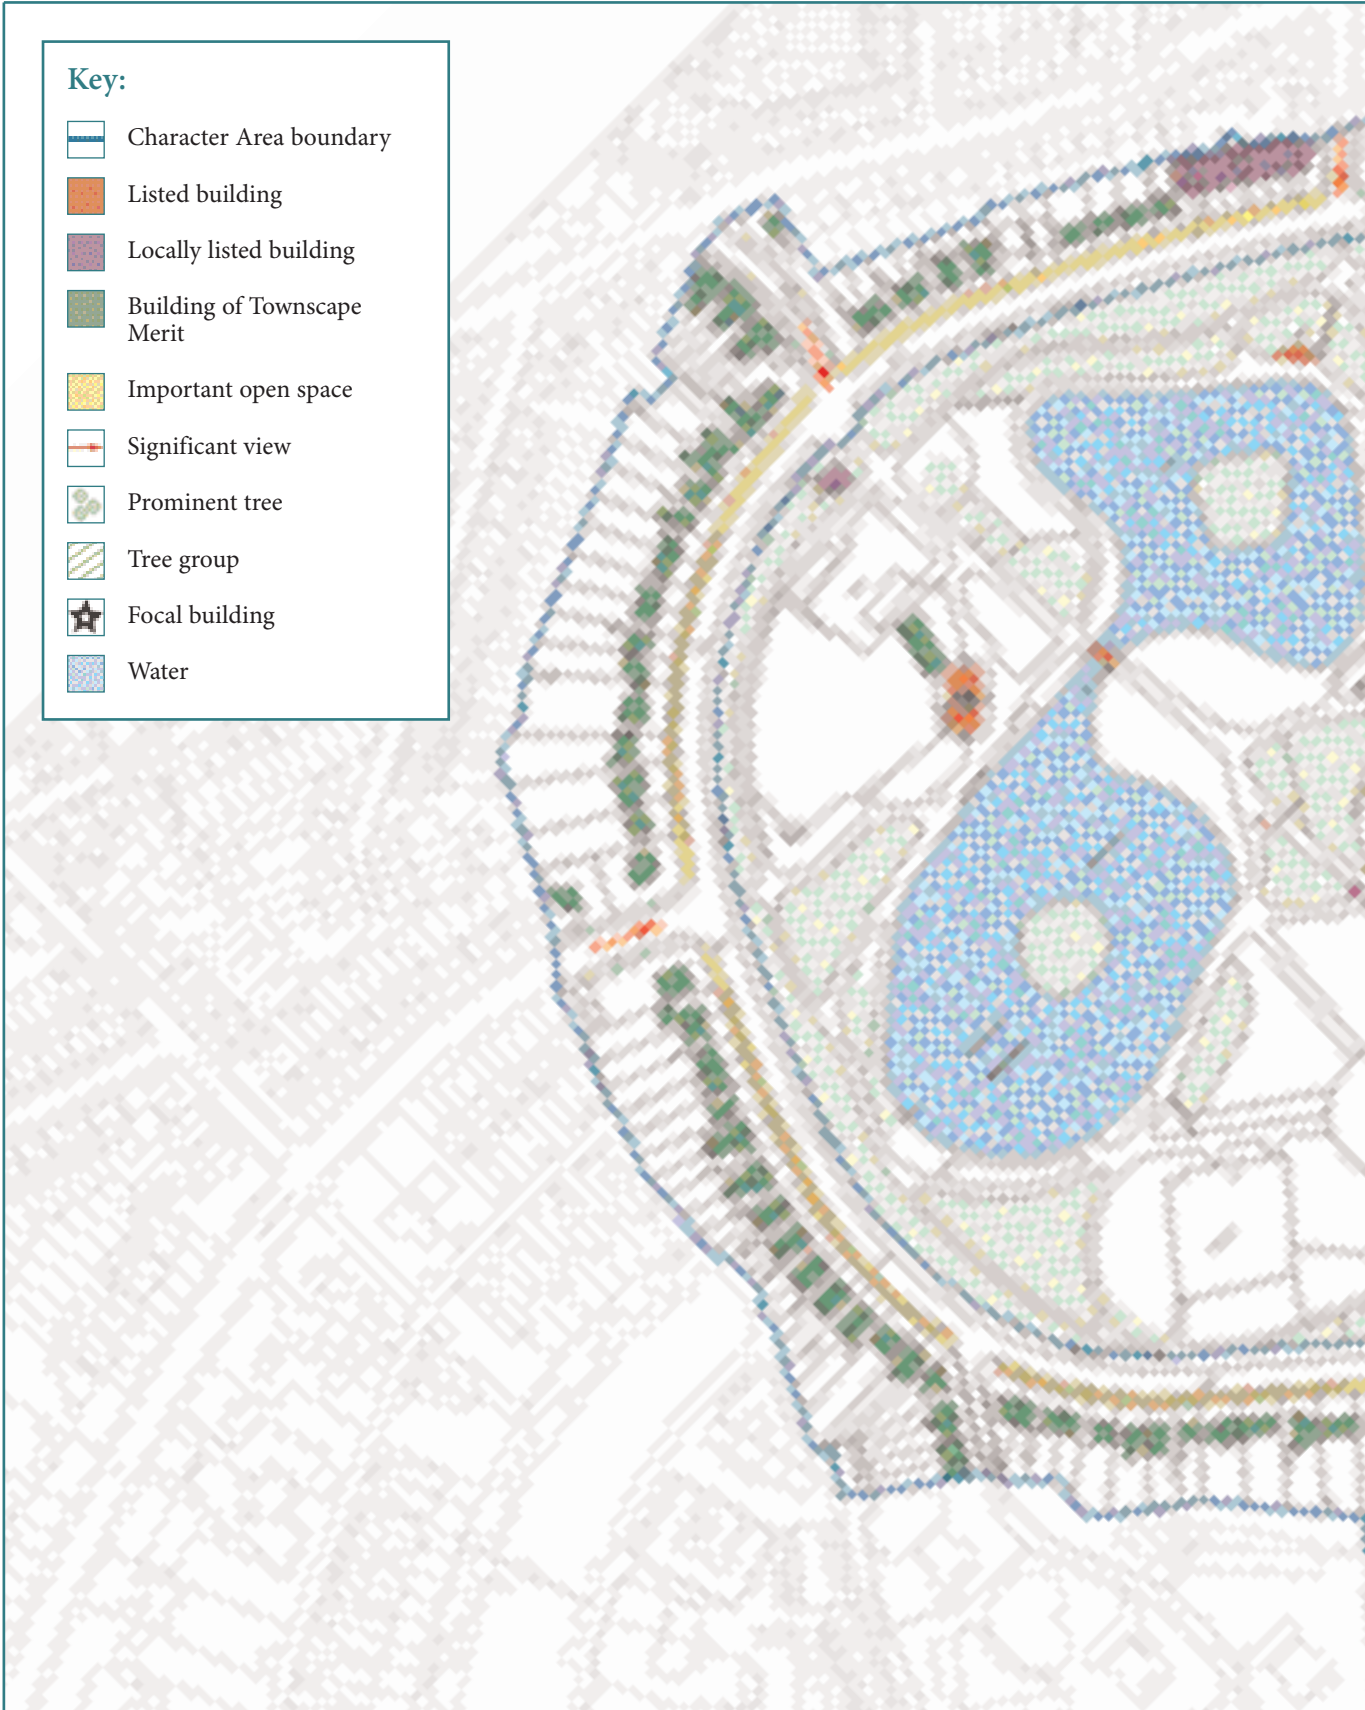 Key:
Character Area boundary
Listed building
Locally listed building
Building of Townscape
Merit
Important open space
Significant view
Prominent tree
Tree group
Focal building
Water